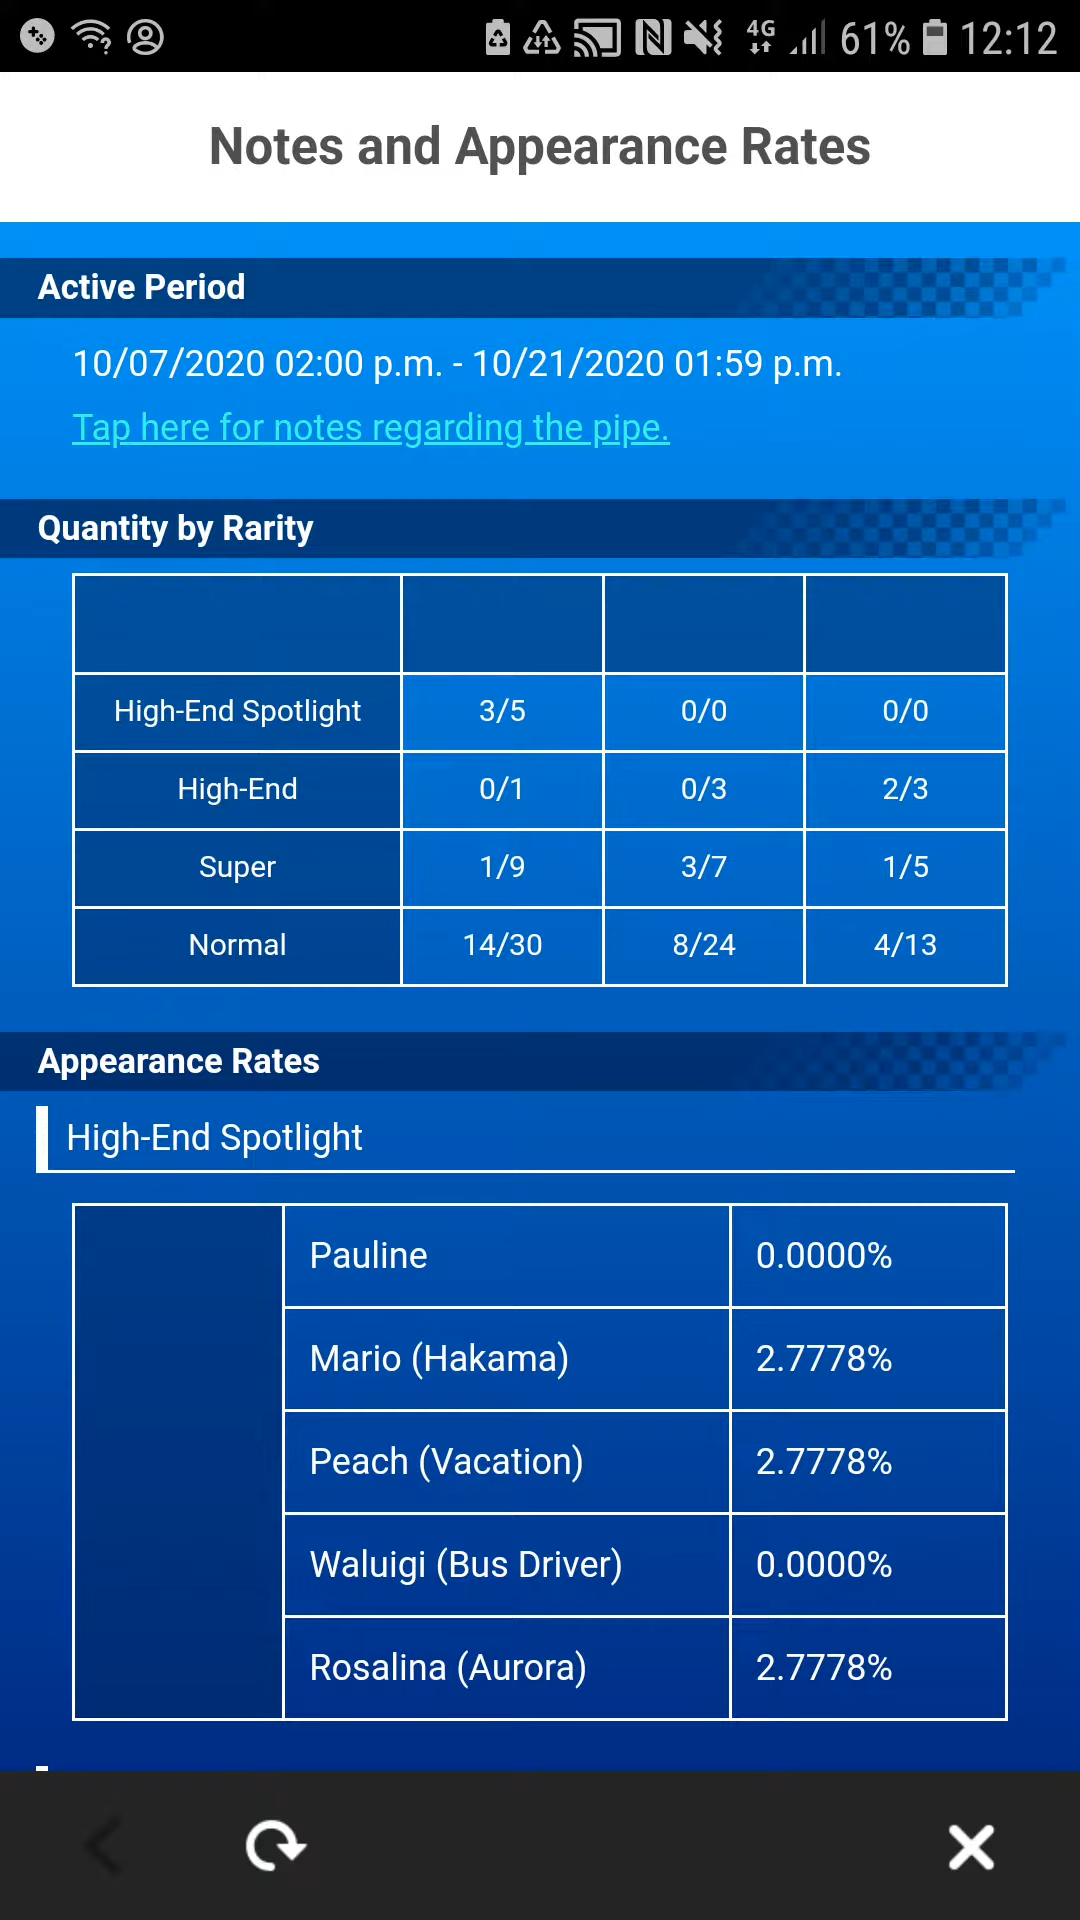 4G 61% 12:12
Notes and Appearance Rates
Active Period
10/07/2020 02:00 p.m. - 10/21/2020 01:59 p.m.
Tap here for notes regarding the pipe.
Quantity by Rarity
High-End Spotlight 3/5 0/0 0/0
High-End 0/1 0/3 2/3
Super 1/9 3/7 1/5
Normal 14/30 8/24 4/13
Appearance Rates
High-End Spotlight
Pauline 0.0000%
Mario (Hakama) 2.7778%
Peach (Vacation) 2.7778%
Waluigi (Bus Driver) 0.0000%
Rosalina (Aurora) 2.7778%